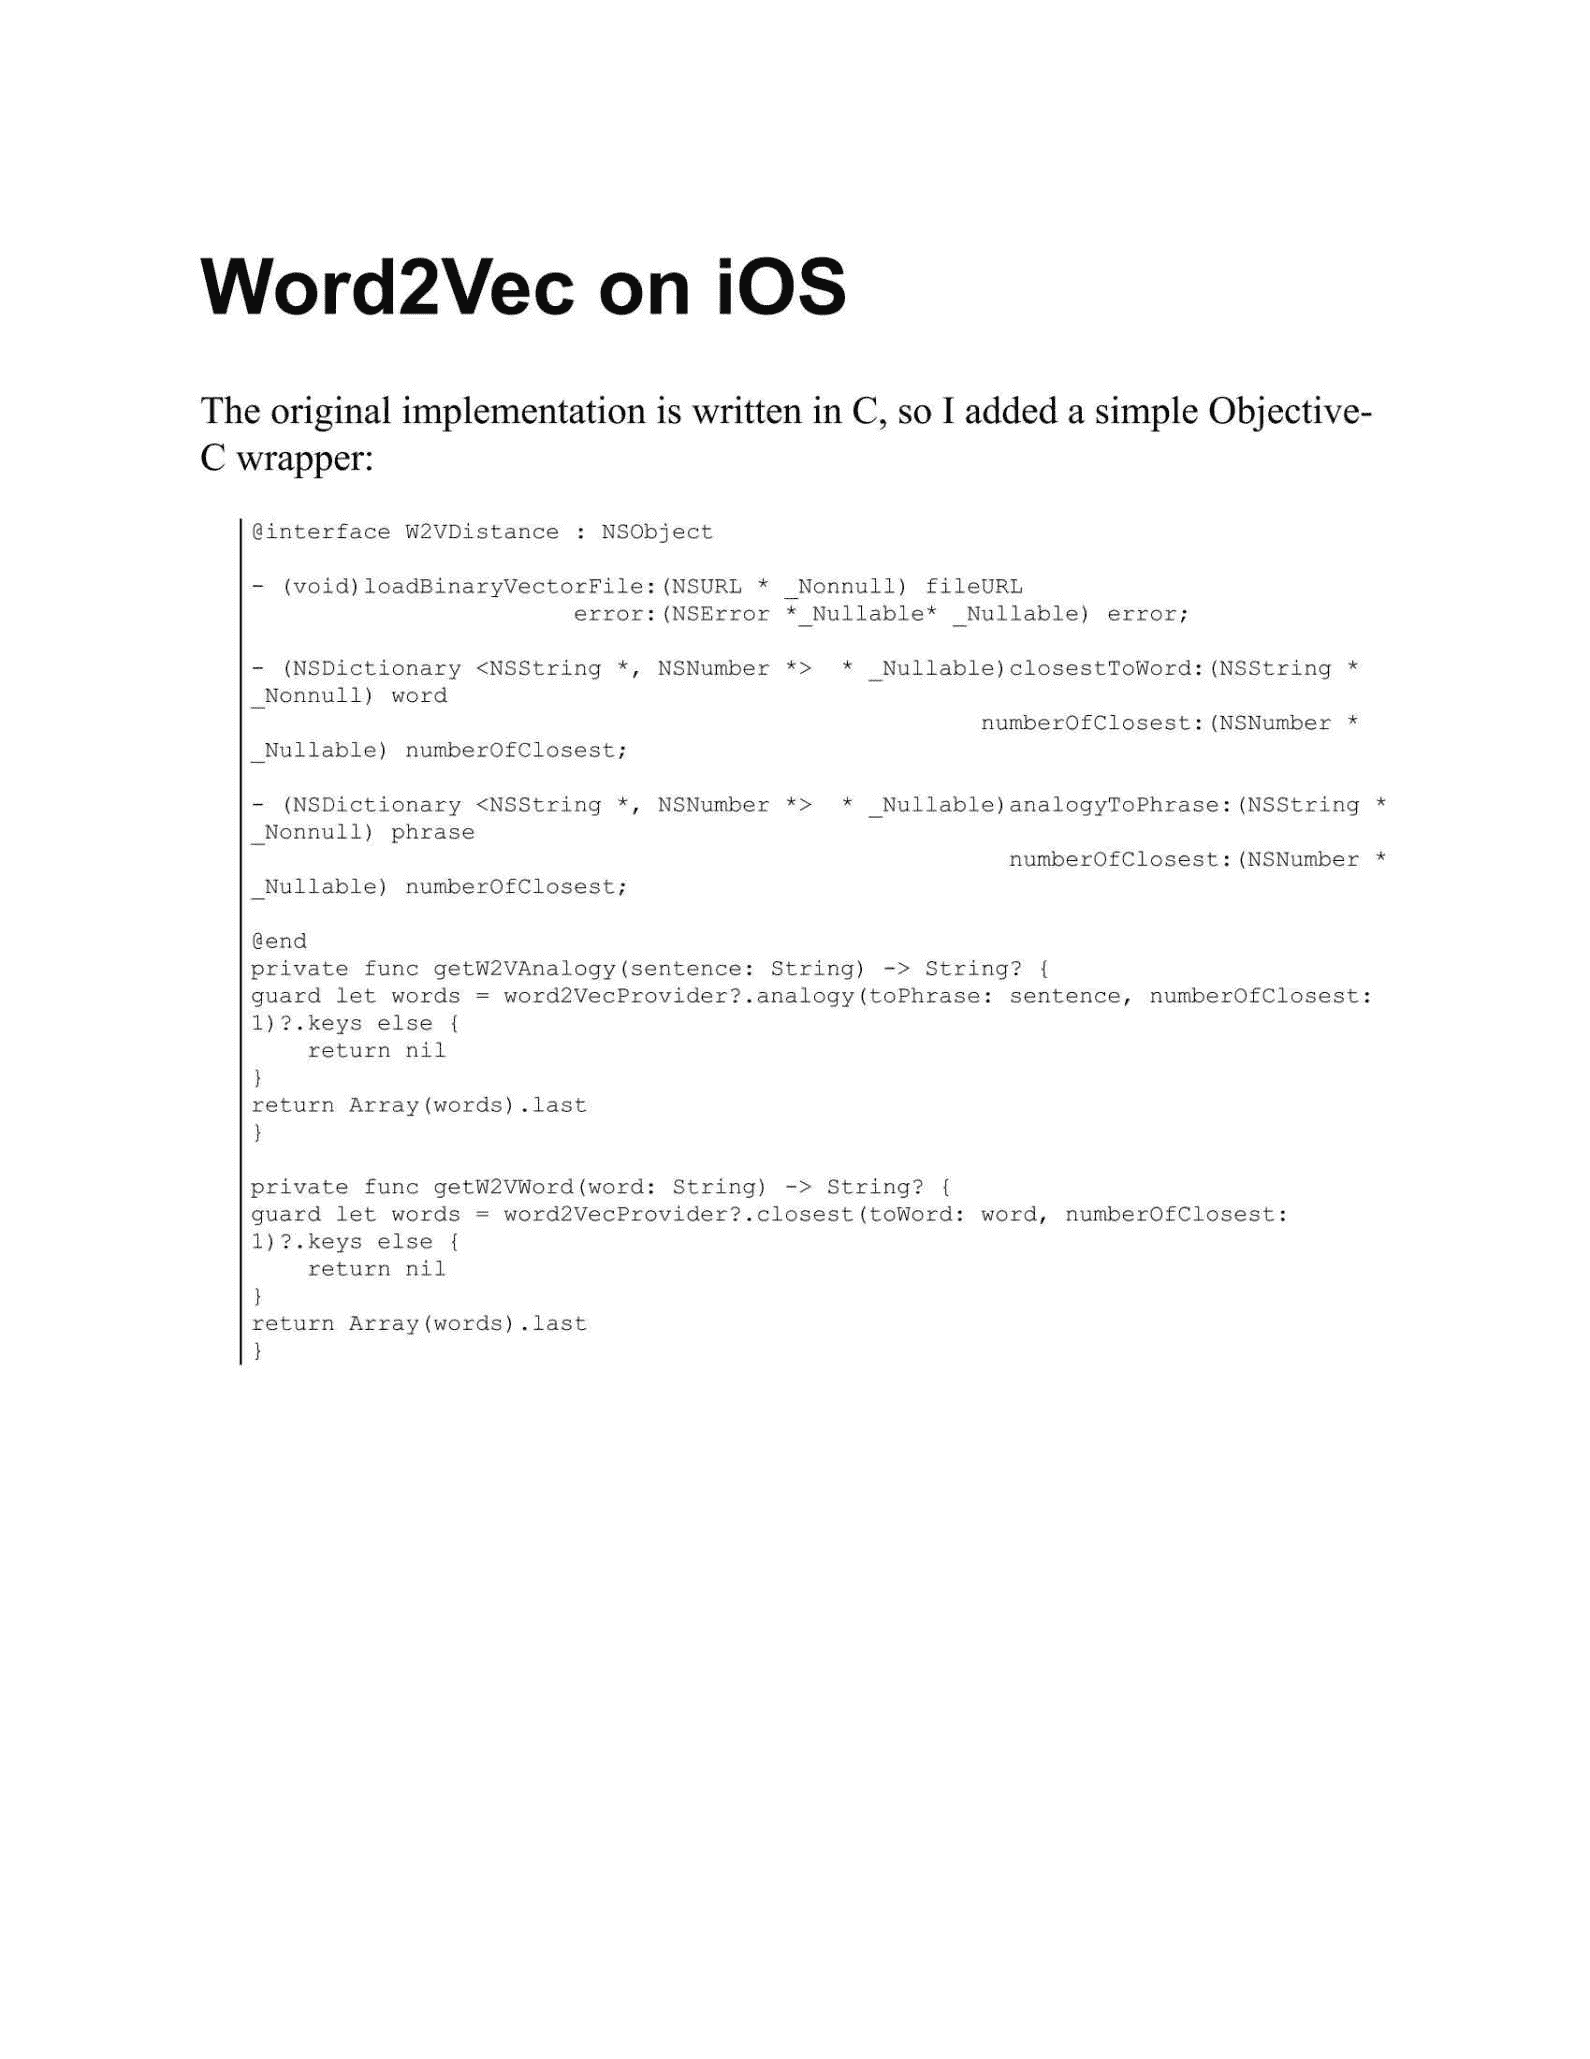 Word2Vec on iOS
The original implementation is written in C, so I added a simple Objective-
C wrapper:
@interface W2VDistance : NSObject
- (void)loadBinaryVectorFile:(NSURL * _Nonnull) fileURL
error:(NSError *_Nullable* _Nullable) error;
- (NSDictionary <NSString *, NSNumber *>  * _Nullable)closestToWord:(NSString *
_Nonnull) word
numberOfClosest:(NSNumber *
_Nullable) numberOfClosest;
- (NSDictionary <NSString *, NSNumber *>  * _Nullable)analogyToPhrase:(NSString *
_Nonnull) phrase
numberOfClosest:(NSNumber *
_Nullable) numberOfClosest;
@end
private func getW2VAnalogy(sentence: String) -> String? {
guard let words = word2VecProvider?.analogy(toPhrase: sentence, numberOfClosest:
1)?.keys else {
    return nil
}
return Array(words).last
}
private func getW2VWord(word: String) -> String? {
guard let words = word2VecProvider?.closest(toWord: word, numberOfClosest:
1)?.keys else {
    return nil
}
return Array(words).last
}